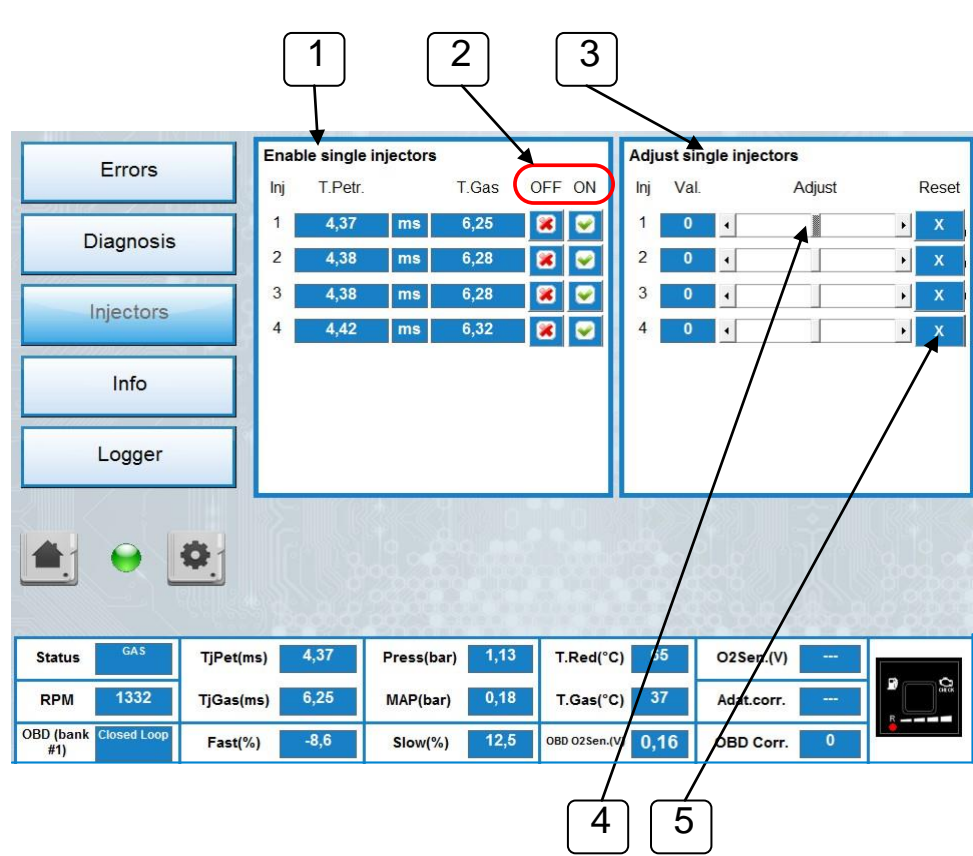 1 2 3
Errors
Diagnosis
Injectors
Info
Logger
Enable single injectors
Inj T.Petr. T.Gas OFF ON
1 4,37 ms 6,25
2 4,38 ms 6,28
3 4,38 ms 6,28
4 4,42 ms 6,32
Adjust single injectors
Inj Val. Adjust Reset
1 0 X
2 0 X
3 0 X
4 0 X
Status GAS TjPet(ms) 4,37 Press(bar) 1,13 T.Red(°C) 65 O2Sen.(V) ---
RPM 1332 TjGas(ms) 6,25 MAP(bar) 0,18 T.Gas(°C) 37 Adat.corr. ---
OBD (bank #1) Closed Loop Fast(%) -8,6 Slow(%) 12,5 OBD O2Sen.(V) 0,16 OBD Corr. 0
CHECK
R
4 5